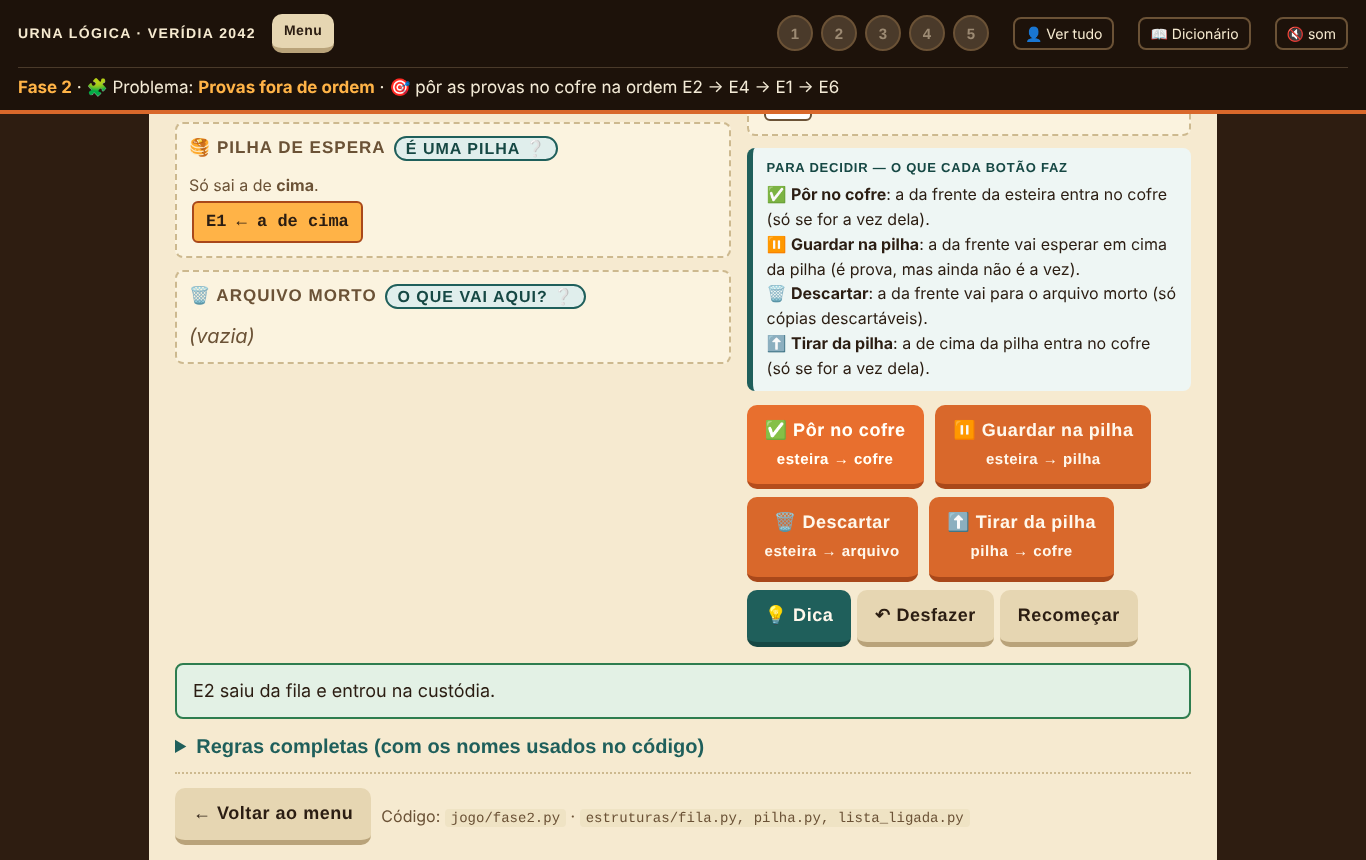 URNA LÓGICA · VERÍDIA 2042
Menu
1 2 3 4 5
👤 Ver tudo
📖 Dicionário
🔇 som
Fase 2 · 🧩 Problema: Provas fora de ordem · 🎯 pôr as provas no cofre na ordem E2 → E4 → E1 → E6
🥞 PILHA DE ESPERA É UMA PILHA ❔
Só sai a de cima.
E1 ← a de cima
🗑️ ARQUIVO MORTO O QUE VAI AQUI? ❔
(vazia)
PARA DECIDIR — O QUE CADA BOTÃO FAZ
✅ Pôr no cofre: a da frente da esteira entra no cofre
(só se for a vez dela).
⏸️ Guardar na pilha: a da frente vai esperar em cima
da pilha (é prova, mas ainda não é a vez).
🗑️ Descartar: a da frente vai para o arquivo morto (só
cópias descartáveis).
⬆️ Tirar da pilha: a de cima da pilha entra no cofre
(só se for a vez dela).
✅ Pôr no cofre
esteira → cofre
⏸️ Guardar na pilha
esteira → pilha
🗑️ Descartar
esteira → arquivo
⬆️ Tirar da pilha
pilha → cofre
💡 Dica
↶ Desfazer
Recomeçar
E2 saiu da fila e entrou na custódia.
▶ Regras completas (com os nomes usados no código)
← Voltar ao menu
Código: jogo/fase2.py · estruturas/fila.py, pilha.py, lista_ligada.py